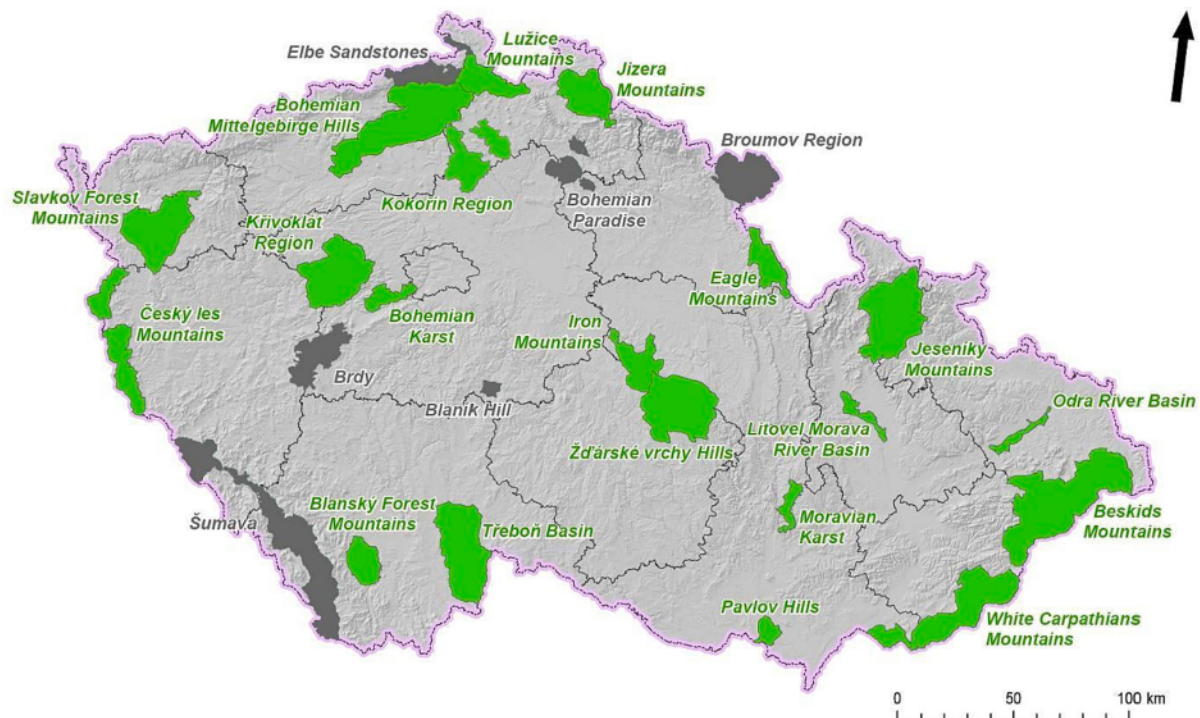 Elbe Sandstones
Lužice
Mountains
Jizera
Mountains
Bohemian
Mittelgebirge Hills
Broumov Region
Slavkov Forest
Mountains
Kokořin Region
Bohemian
Paradise
Křivoklát
Region
Eagle
Mountains
Český les
Mountains
Bohemian
Karst
Iron
Mountains
Jeseníky
Mountains
Brdy
Blaník Hill
Odra River Basin
Litovel Morava
River Basin
Žďárské vrchy Hills
Šumava
Blanský Forest
Mountains
Třeboň Basin
Moravian
Karst
Beskids
Mountains
Pavlov Hills
White Carpathians
Mountains
0 50 100 km